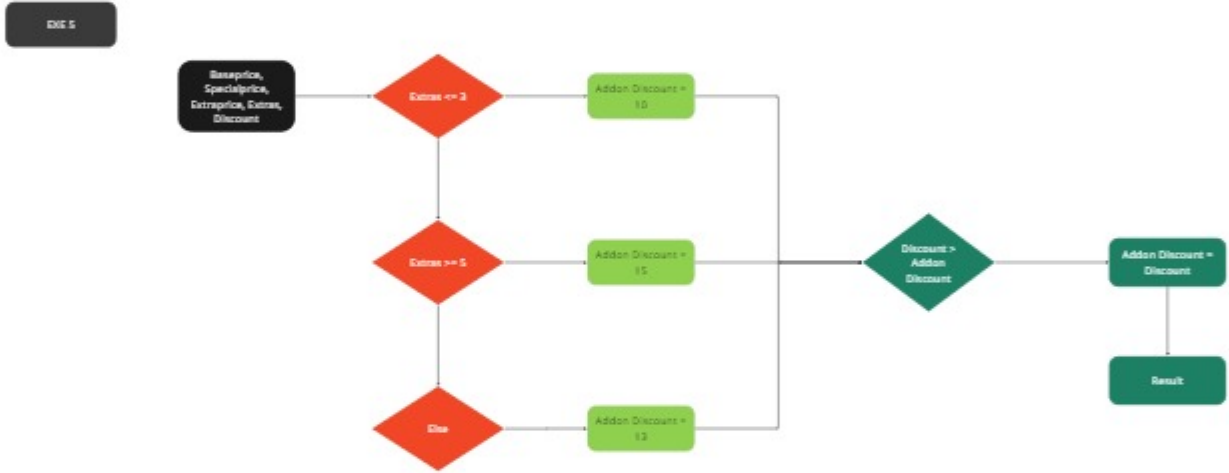 EXE 5
Baseprice,
Specialprice,
Extraprice, Extras,
Discount
Extras <= 3
Addon Discount =
10
Extras >= 5
Addon Discount =
15
Discount >
Addon
Discount
Addon Discount =
Discount
Result
Else
Addon Discount =
13